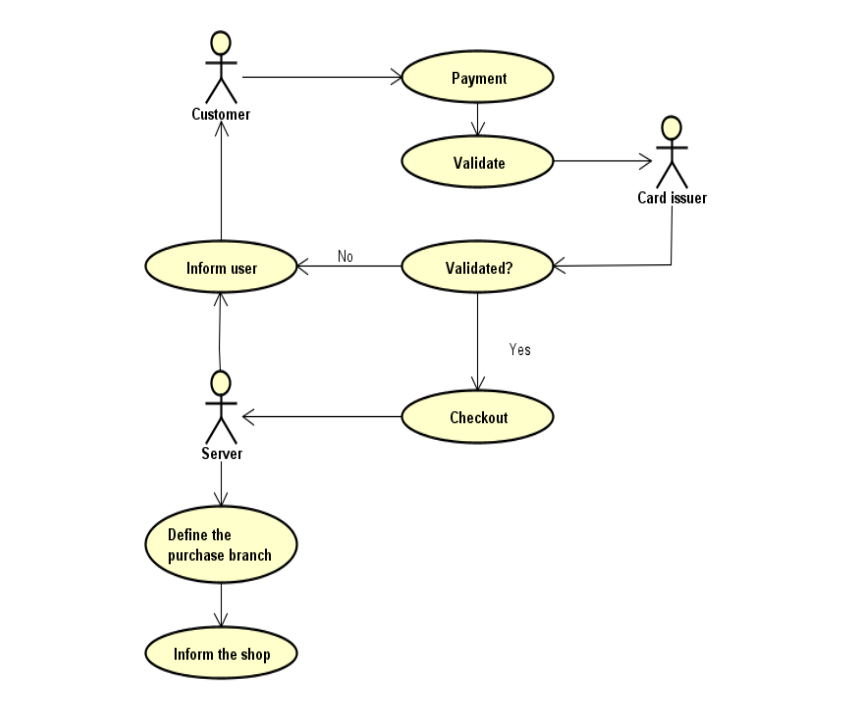 Customer
Payment
Validate
Card issuer
Inform user
No
Validated?
Yes
Checkout
Server
Define the
purchase branch
Inform the shop